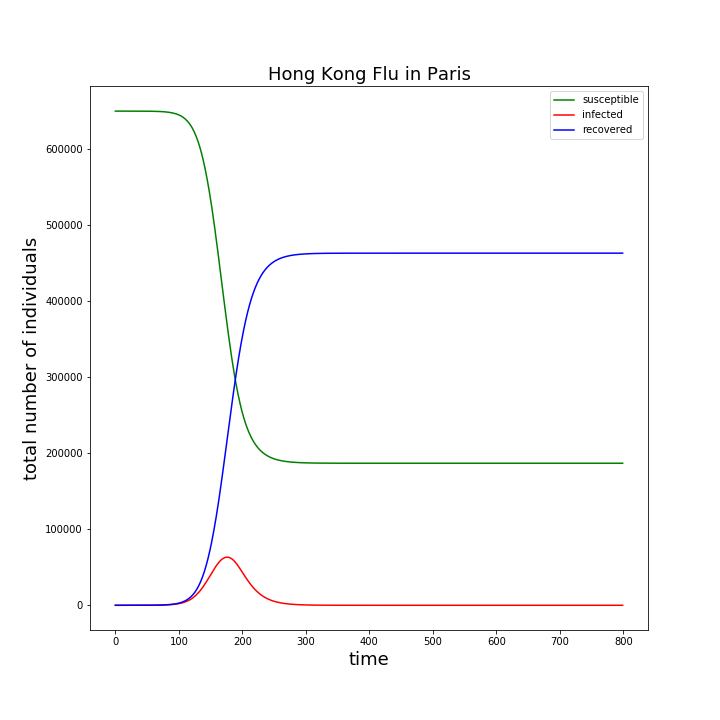 Hong Kong Flu in Paris
susceptible
infected
recovered
total number of individuals
600000
500000
400000
300000
200000
100000
0
0 100 200 300 400 500 600 700 800
time